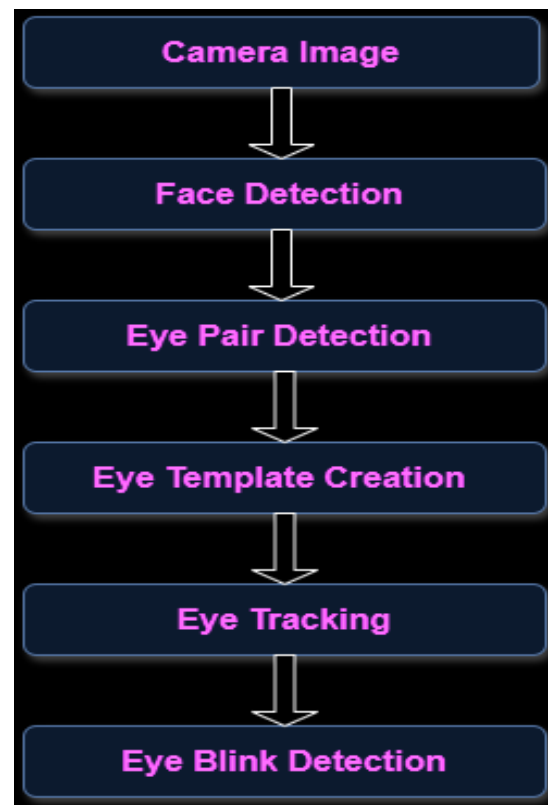 Camera Image
Face Detection
Eye Pair Detection
Eye Template Creation
Eye Tracking
Eye Blink Detection